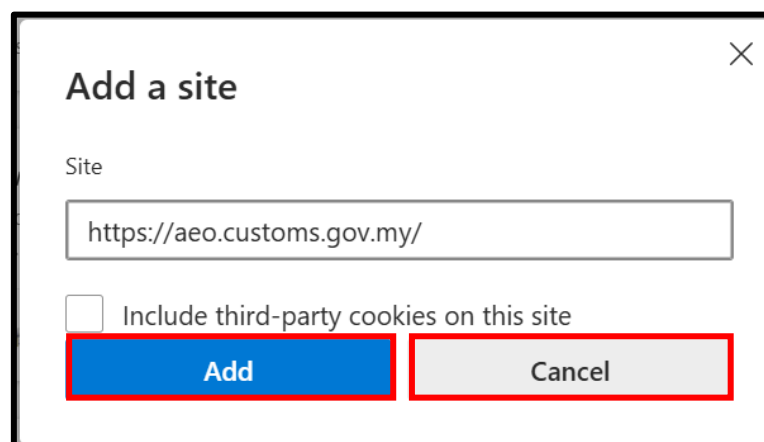 Add a site
Site
https://aeo.customs.gov.my/
Include third-party cookies on this site
Add
Cancel